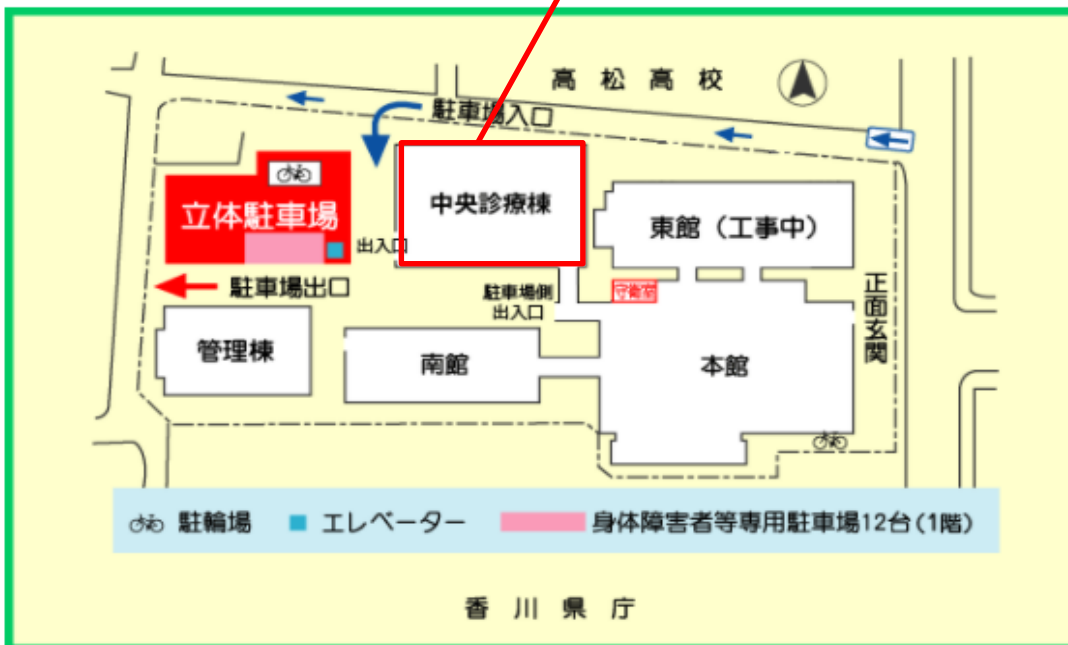 高松高校
駐車場入口
中央診療棟
立体駐車場
東館（工事中）
出入口
駐車場出口
駐車場側
出入口
守衛室
正面玄関
管理棟
南館
本館
駐輪場
エレベーター
身体障害者等専用駐車場12台(1階)
香川県庁